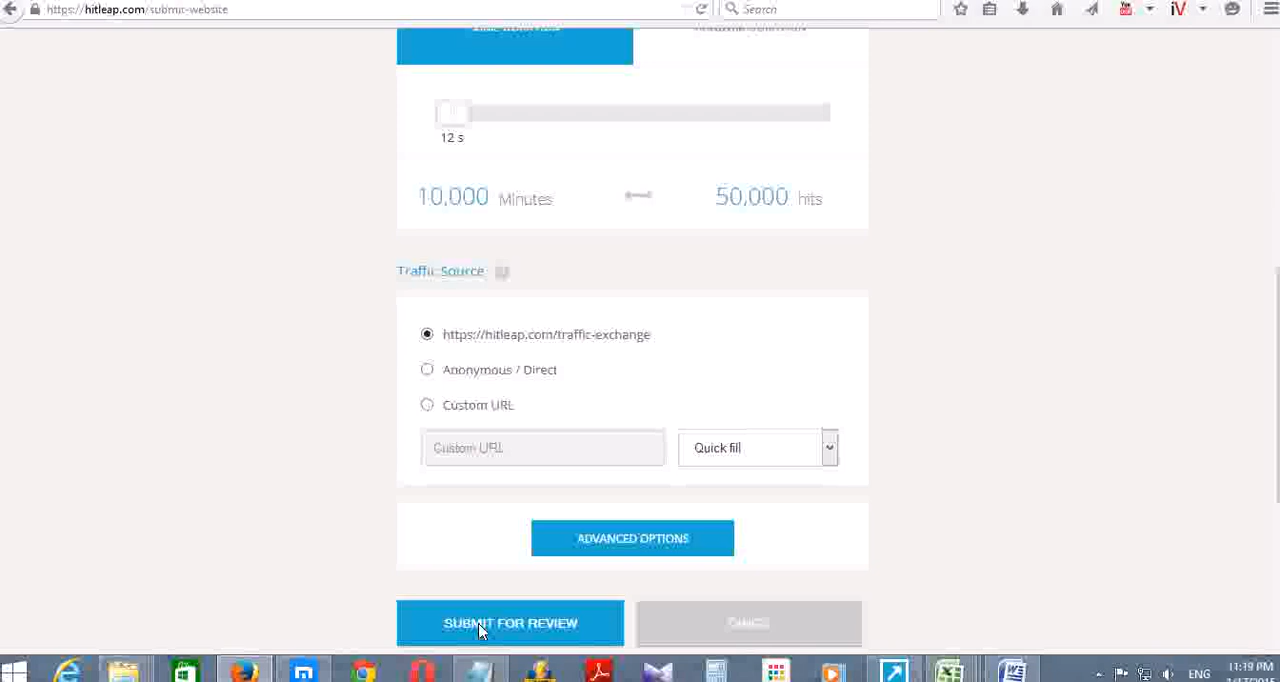 https://hitleap.com/submit-website
Search
12 s
10,000 Minutes
50,000 hits
Traffic Source
https://hitleap.com/traffic-exchange
Anonymous / Direct
Custom URL
Custom URL
Quick fill
ADVANCED OPTIONS
SUBMIT FOR REVIEW
CANCEL
ENG
11:19 PM